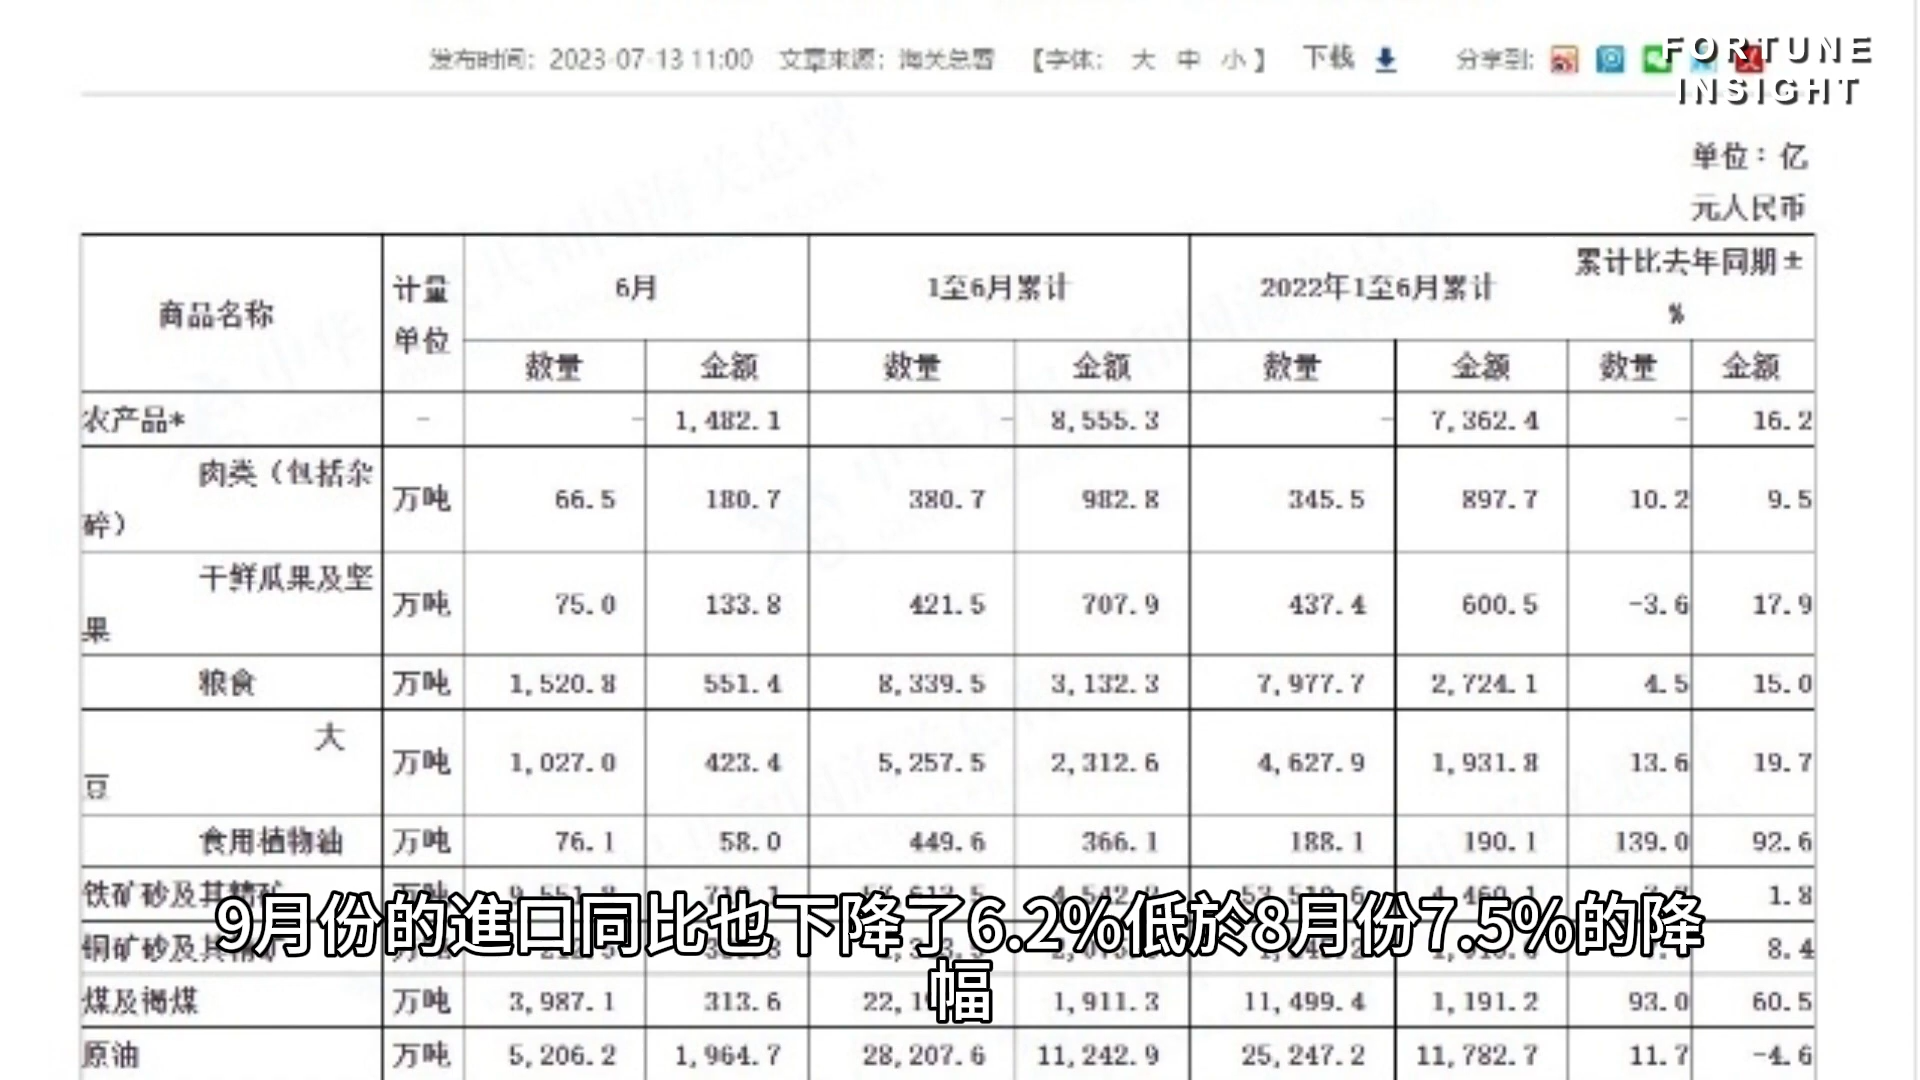 发布时间：2023-07-13 11:00 文章来源：海关总署 【字体： 大 中 小】 下载 分享到:
FORTUNE
INSIGHT
单位：亿
元人民币
商品名称 计量单位 6月 1至6月累计 2022年1至6月累计 累计比去年同期±%
数量 金额 数量 金额 数量 金额 数量 金额
农产品* - - 1,482.1 - 8,555.3 - 7,362.4 - 16.2
肉类（包括杂碎） 万吨 66.5 180.7 380.7 982.8 345.5 897.7 10.2 9.5
干鲜瓜果及坚果 万吨 75.0 133.8 421.5 707.9 437.4 600.5 -3.6 17.9
粮食 万吨 1,520.8 551.4 8,339.5 3,132.3 7,977.7 2,724.1 4.5 15.0
大豆 万吨 1,027.0 423.4 5,257.5 2,312.6 4,627.9 1,931.8 13.6 19.7
食用植物油 万吨 76.1 58.0 449.6 366.1 188.1 190.1 139.0 92.6
铁矿砂及其精矿 1.8
铜矿砂及其精矿 8.4
煤及褐煤 万吨 3,987.1 313.6 1,911.3 11,499.4 1,191.2 93.0 60.5
原油 万吨 5,206.2 1,964.7 28,207.6 11,242.9 25,247.2 11,782.7 11.7 -4.6
9月份的進口同比也下降了6.2%低於8月份7.5%的降
幅